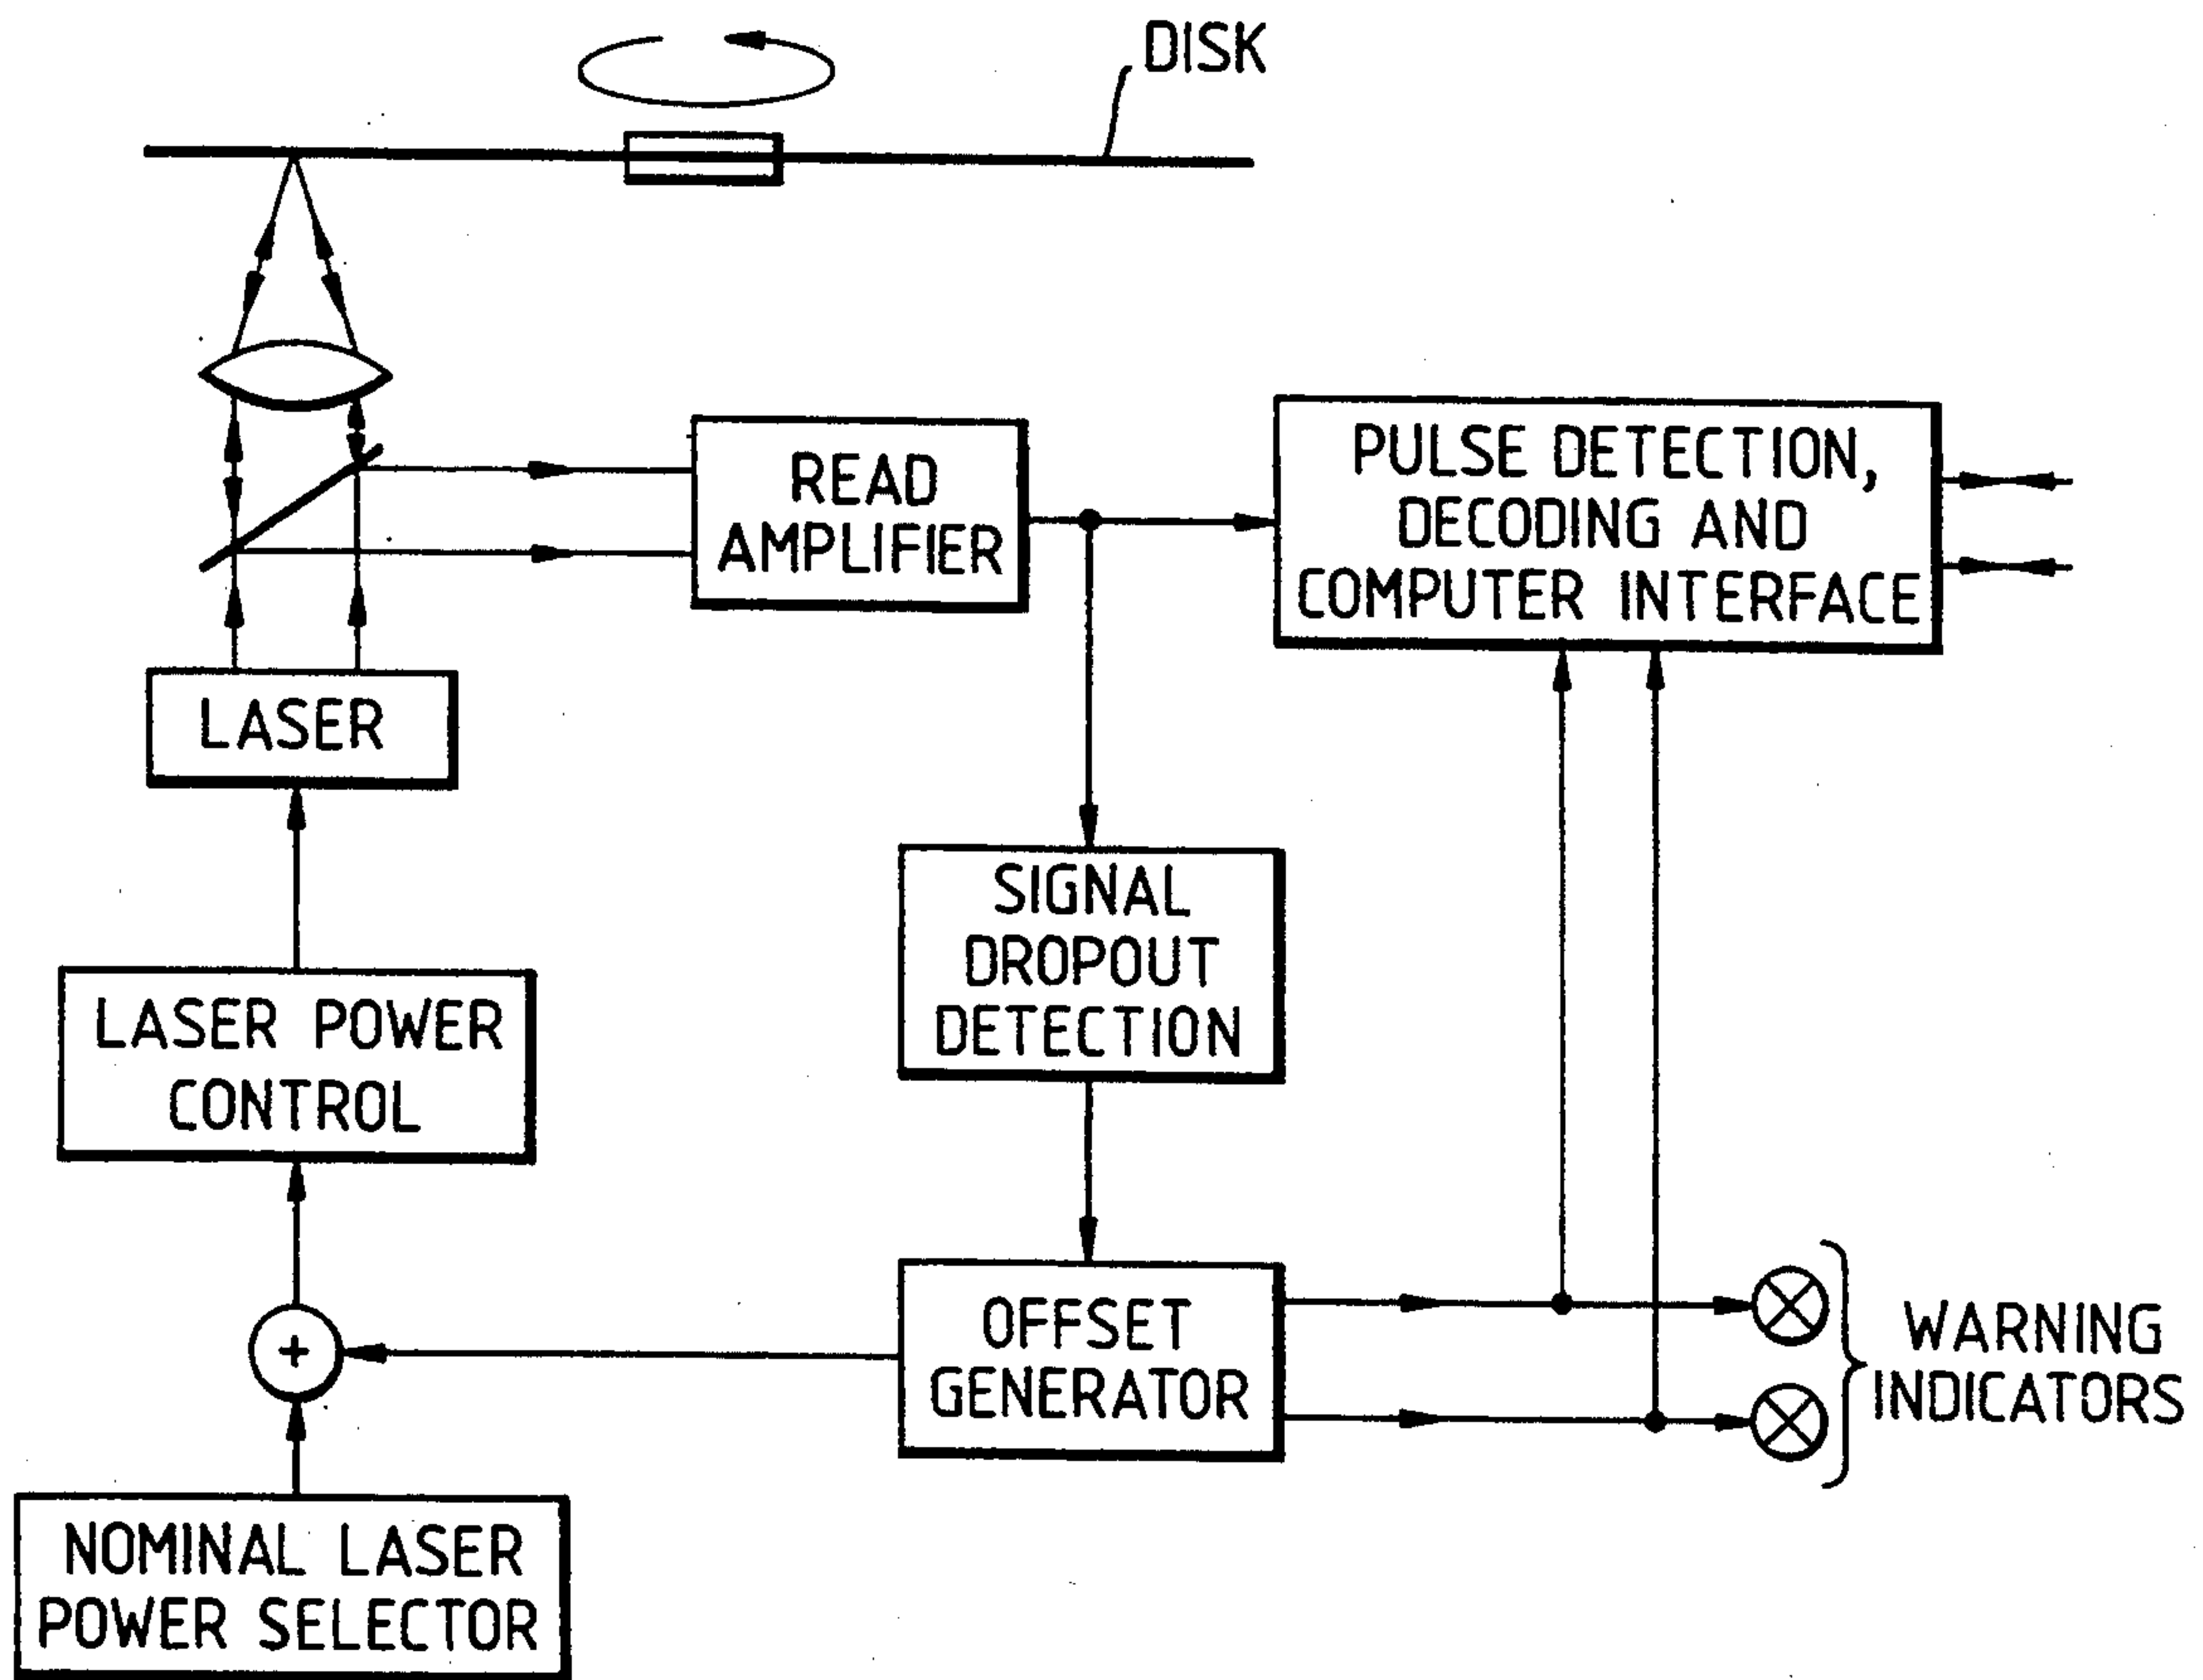 DISK
READ
AMPLIFIER
PULSE DETECTION,
DECODING AND
COMPUTER INTERFACE
LASER
SIGNAL
DROPOUT
DETECTION
LASER POWER
CONTROL
OFFSET
GENERATOR
WARNING
INDICATORS
+
NOMINAL LASER
POWER SELECTOR